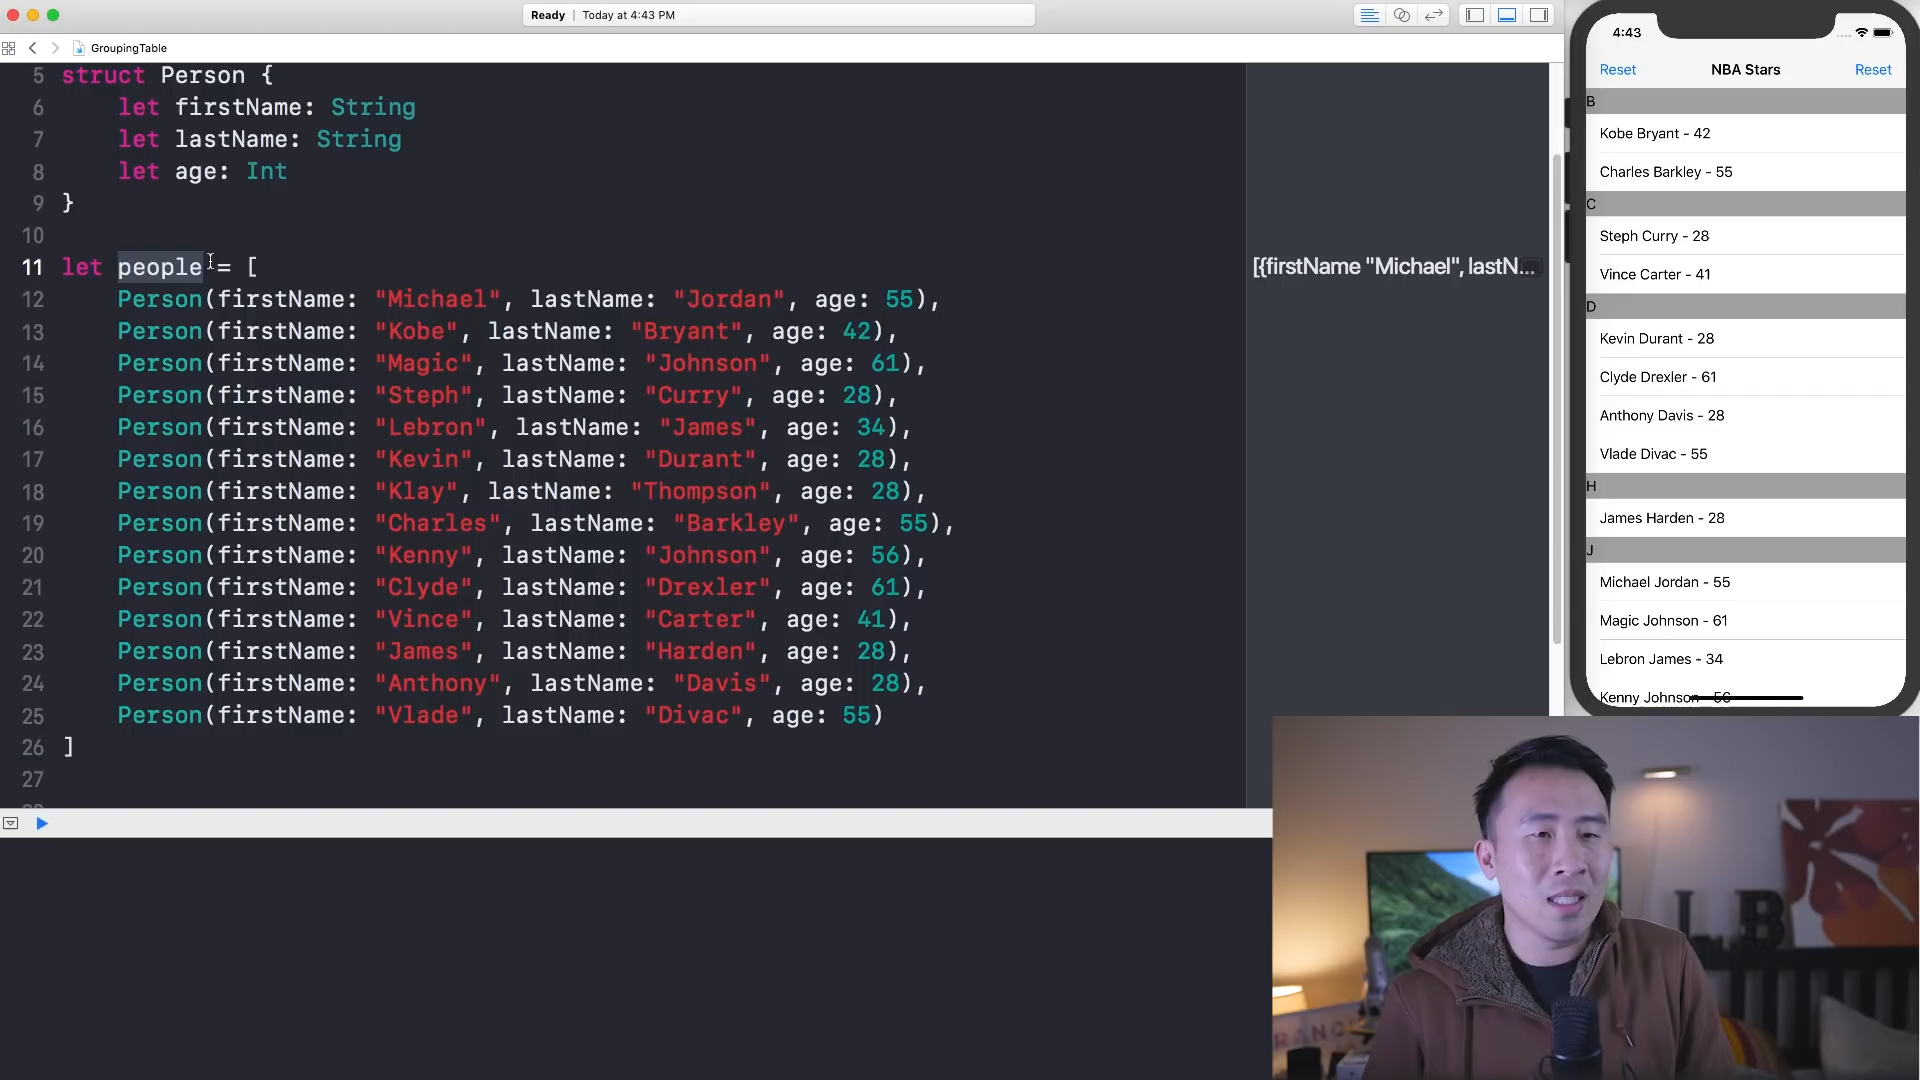 Ready | Today at 4:43 PM
GroupingTable
5 struct Person {
6 let firstName: String
7 let lastName: String
8 let age: Int
9 }
10
11 let people = [
12 Person(firstName: "Michael", lastName: "Jordan", age: 55),
13 Person(firstName: "Kobe", lastName: "Bryant", age: 42),
14 Person(firstName: "Magic", lastName: "Johnson", age: 61),
15 Person(firstName: "Steph", lastName: "Curry", age: 28),
16 Person(firstName: "Lebron", lastName: "James", age: 34),
17 Person(firstName: "Kevin", lastName: "Durant", age: 28),
18 Person(firstName: "Klay", lastName: "Thompson", age: 28),
19 Person(firstName: "Charles", lastName: "Barkley", age: 55),
20 Person(firstName: "Kenny", lastName: "Johnson", age: 56),
21 Person(firstName: "Clyde", lastName: "Drexler", age: 61),
22 Person(firstName: "Vince", lastName: "Carter", age: 41),
23 Person(firstName: "James", lastName: "Harden", age: 28),
24 Person(firstName: "Anthony", lastName: "Davis", age: 28),
25 Person(firstName: "Vlade", lastName: "Divac", age: 55)
26 ]
27
[{firstName "Michael", lastN...
4:43
Reset NBA Stars Reset
B
Kobe Bryant - 42
Charles Barkley - 55
C
Steph Curry - 28
Vince Carter - 41
D
Kevin Durant - 28
Clyde Drexler - 61
Anthony Davis - 28
Vlade Divac - 55
H
James Harden - 28
J
Michael Jordan - 55
Magic Johnson - 61
Lebron James - 34
Kenny Johnson - 56
LB